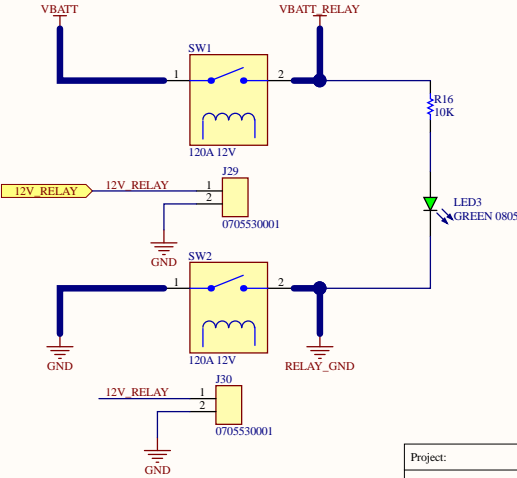 VBATT
VBATT_RELAY
SW1
1
2
120A 12V
R16
10K
J29
12V_RELAY
12V_RELAY
1
2
0705530001
GND
LED3
GREEN 0805
SW2
1
2
120A 12V
GND
RELAY_GND
J30
12V_RELAY
1
2
0705530001
GND
Project: